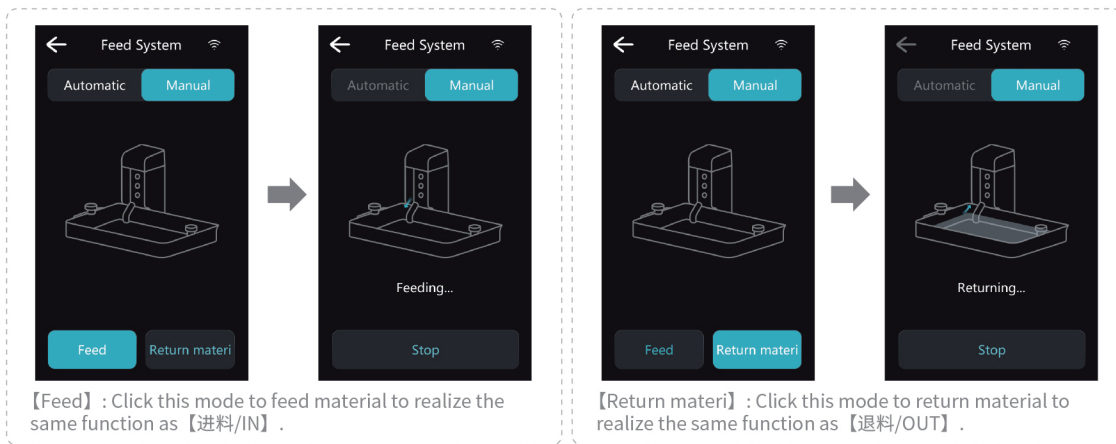 Feed System
Automatic Manual
Feed Return materi
Feed System
Automatic Manual
Feeding...
Stop
【Feed】: Click this mode to feed material to realize the
same function as【进料/IN】.
Feed System
Automatic Manual
Feed Return materi
Feed System
Automatic Manual
Returning...
Stop
【Return materi】: Click this mode to return material to
realize the same function as【退料/OUT】.